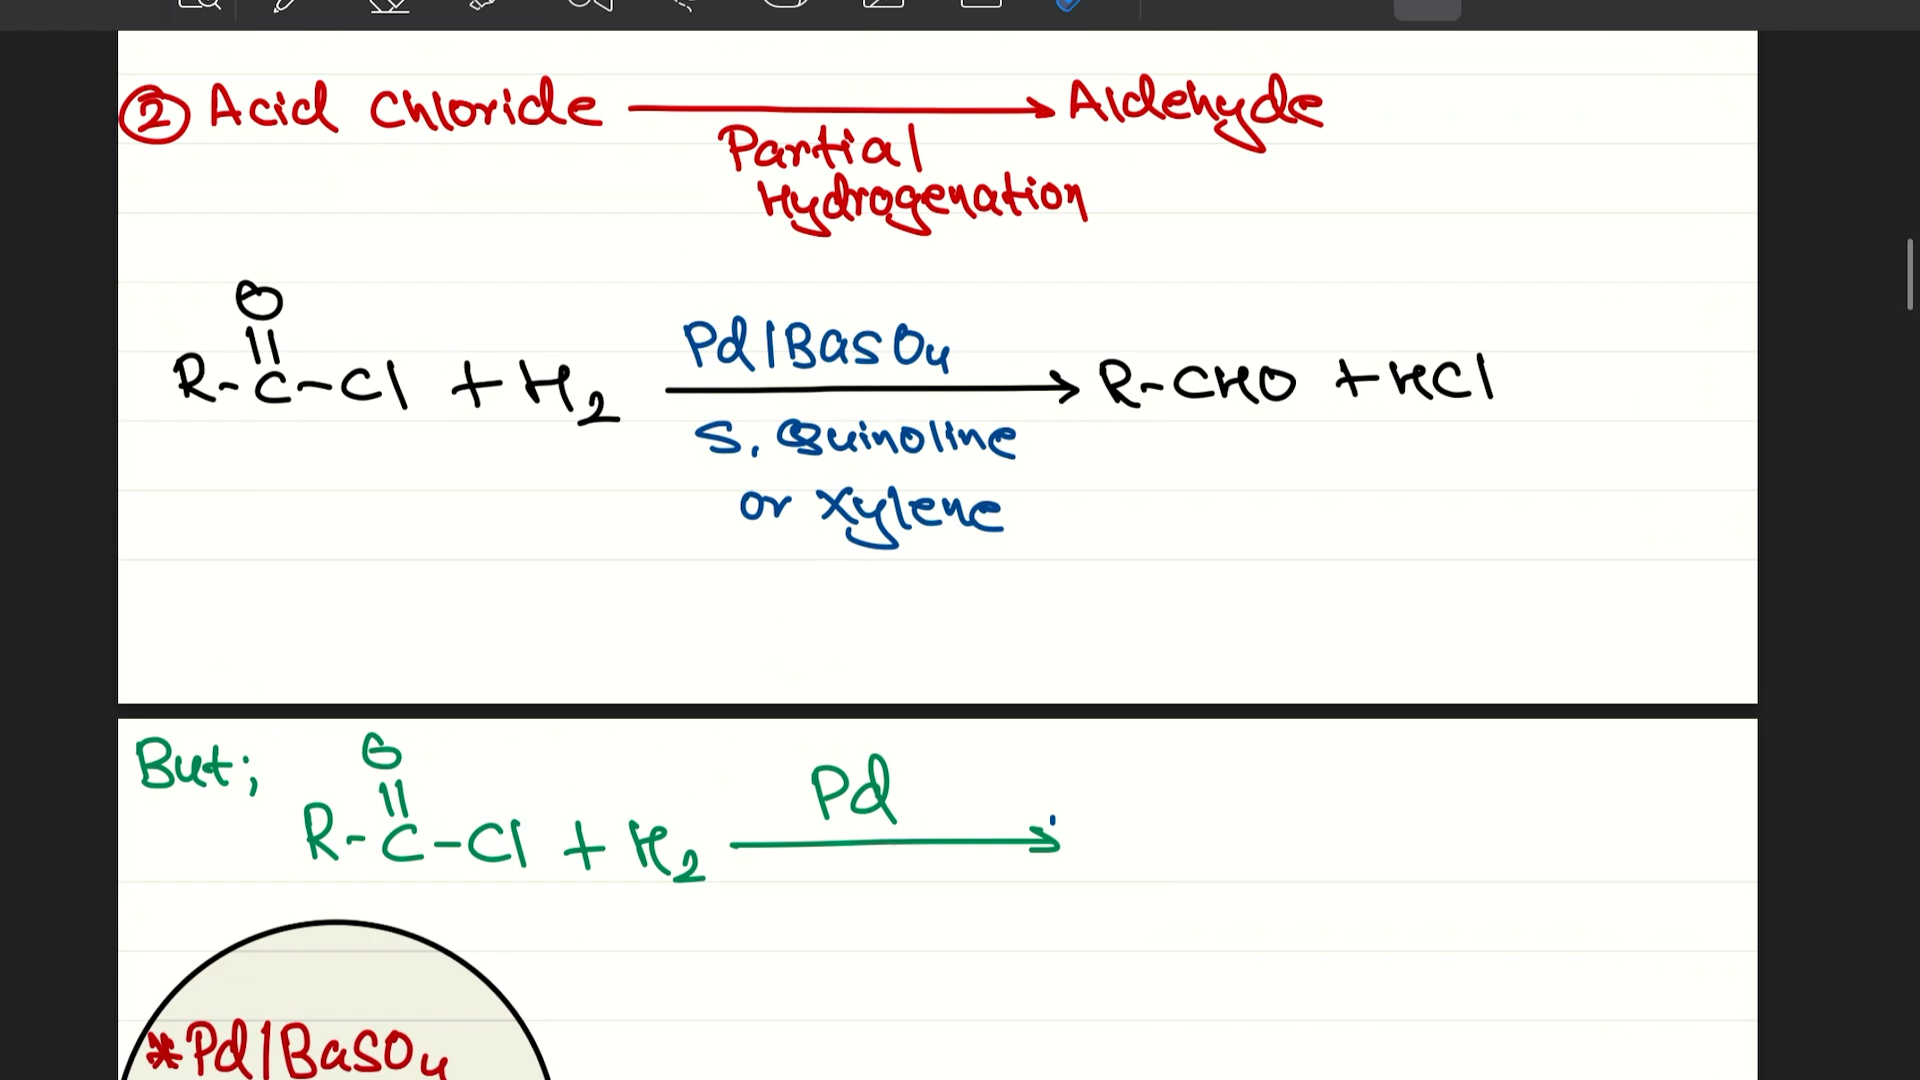 ② Acid Chloride → Aldehyde
Partial
Hydrogenation
O
||
R-C-Cl + H2 → R-CHO + HCl
Pd|BaSO4
S, Quinoline
or Xylene
But;
O
||
R-C-Cl + H2 → 
Pd
*Pd|BaSO4